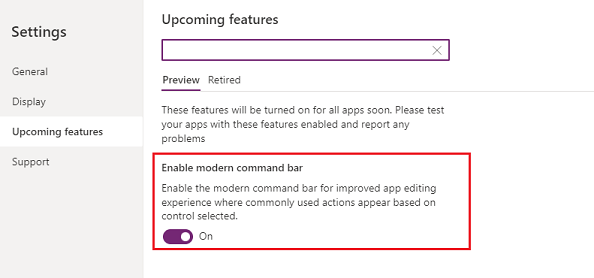 Settings
General
Display
Upcoming features
Support
Upcoming features
Preview Retired
These features will be turned on for all apps soon. Please test
your apps with these features enabled and report any
problems
Enable modern command bar
Enable the modern command bar for improved app editing
experience where commonly used actions appear based on
control selected.
On